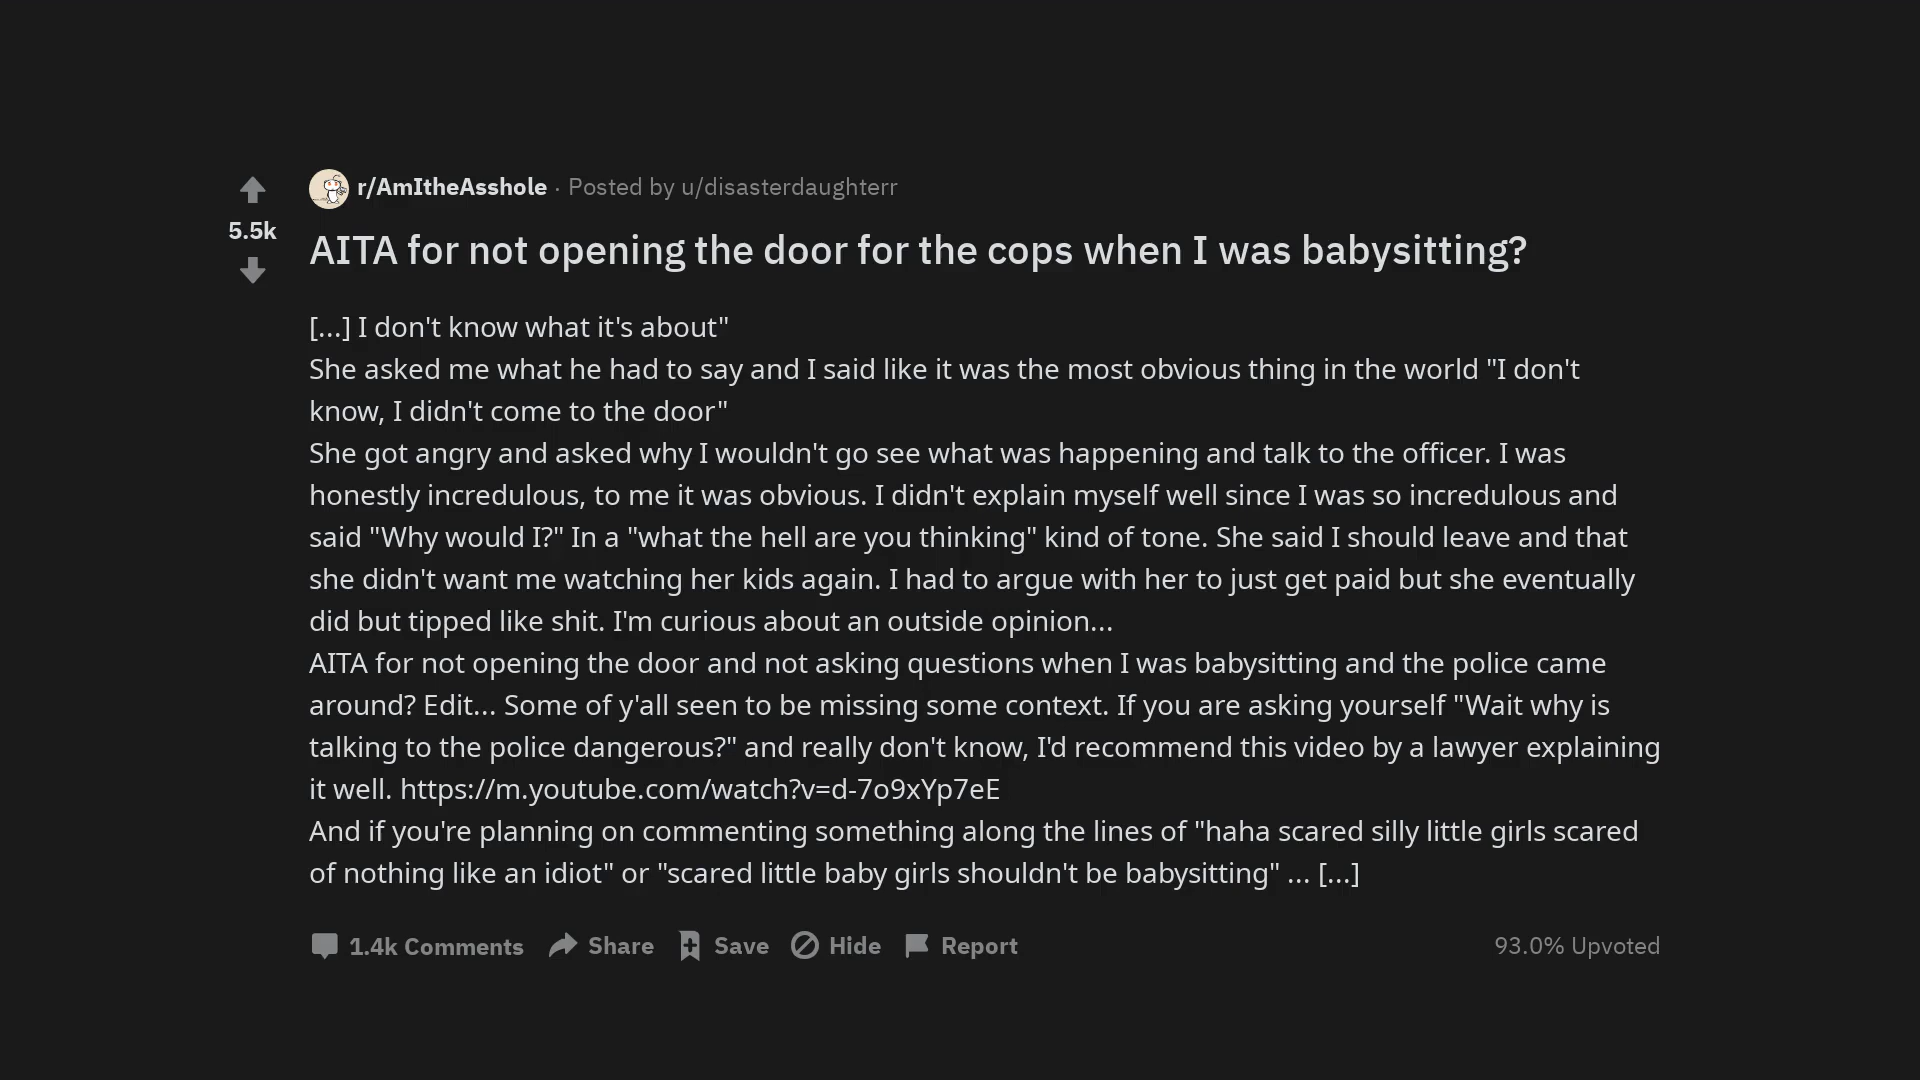 r/AmItheAsshole · Posted by u/disasterdaughterr
5.5k
AITA for not opening the door for the cops when I was babysitting?
[...] I don't know what it's about"
She asked me what he had to say and I said like it was the most obvious thing in the world "I don't
know, I didn't come to the door"
She got angry and asked why I wouldn't go see what was happening and talk to the officer. I was
honestly incredulous, to me it was obvious. I didn't explain myself well since I was so incredulous and
said "Why would I?" In a "what the hell are you thinking" kind of tone. She said I should leave and that
she didn't want me watching her kids again. I had to argue with her to just get paid but she eventually
did but tipped like shit. I'm curious about an outside opinion...
AITA for not opening the door and not asking questions when I was babysitting and the police came
around? Edit... Some of y'all seen to be missing some context. If you are asking yourself "Wait why is
talking to the police dangerous?" and really don't know, I'd recommend this video by a lawyer explaining
it well. https://m.youtube.com/watch?v=d-7o9xYp7eE
And if you're planning on commenting something along the lines of "haha scared silly little girls scared
of nothing like an idiot" or "scared little baby girls shouldn't be babysitting" ... [...]
1.4k Comments Share Save Hide Report 93.0% Upvoted